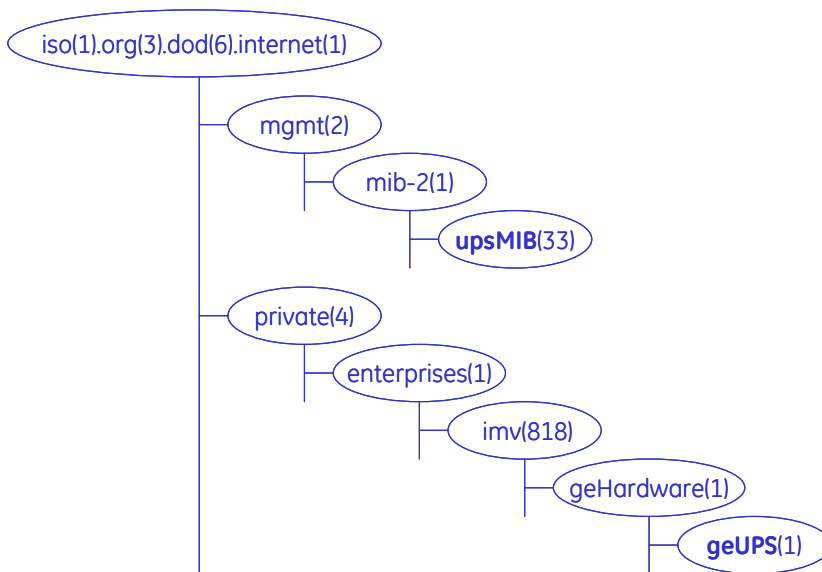 iso(1).org(3).dod(6).internet(1)
mgmt(2)
mib-2(1)
upsMIB(33)
private(4)
enterprises(1)
imv(818)
geHardware(1)
geUPS(1)